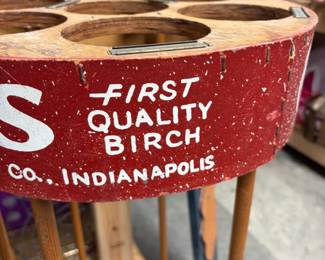 S
FIRST
QUALITY
BIRCH
Co.. INDIANAPOLIS